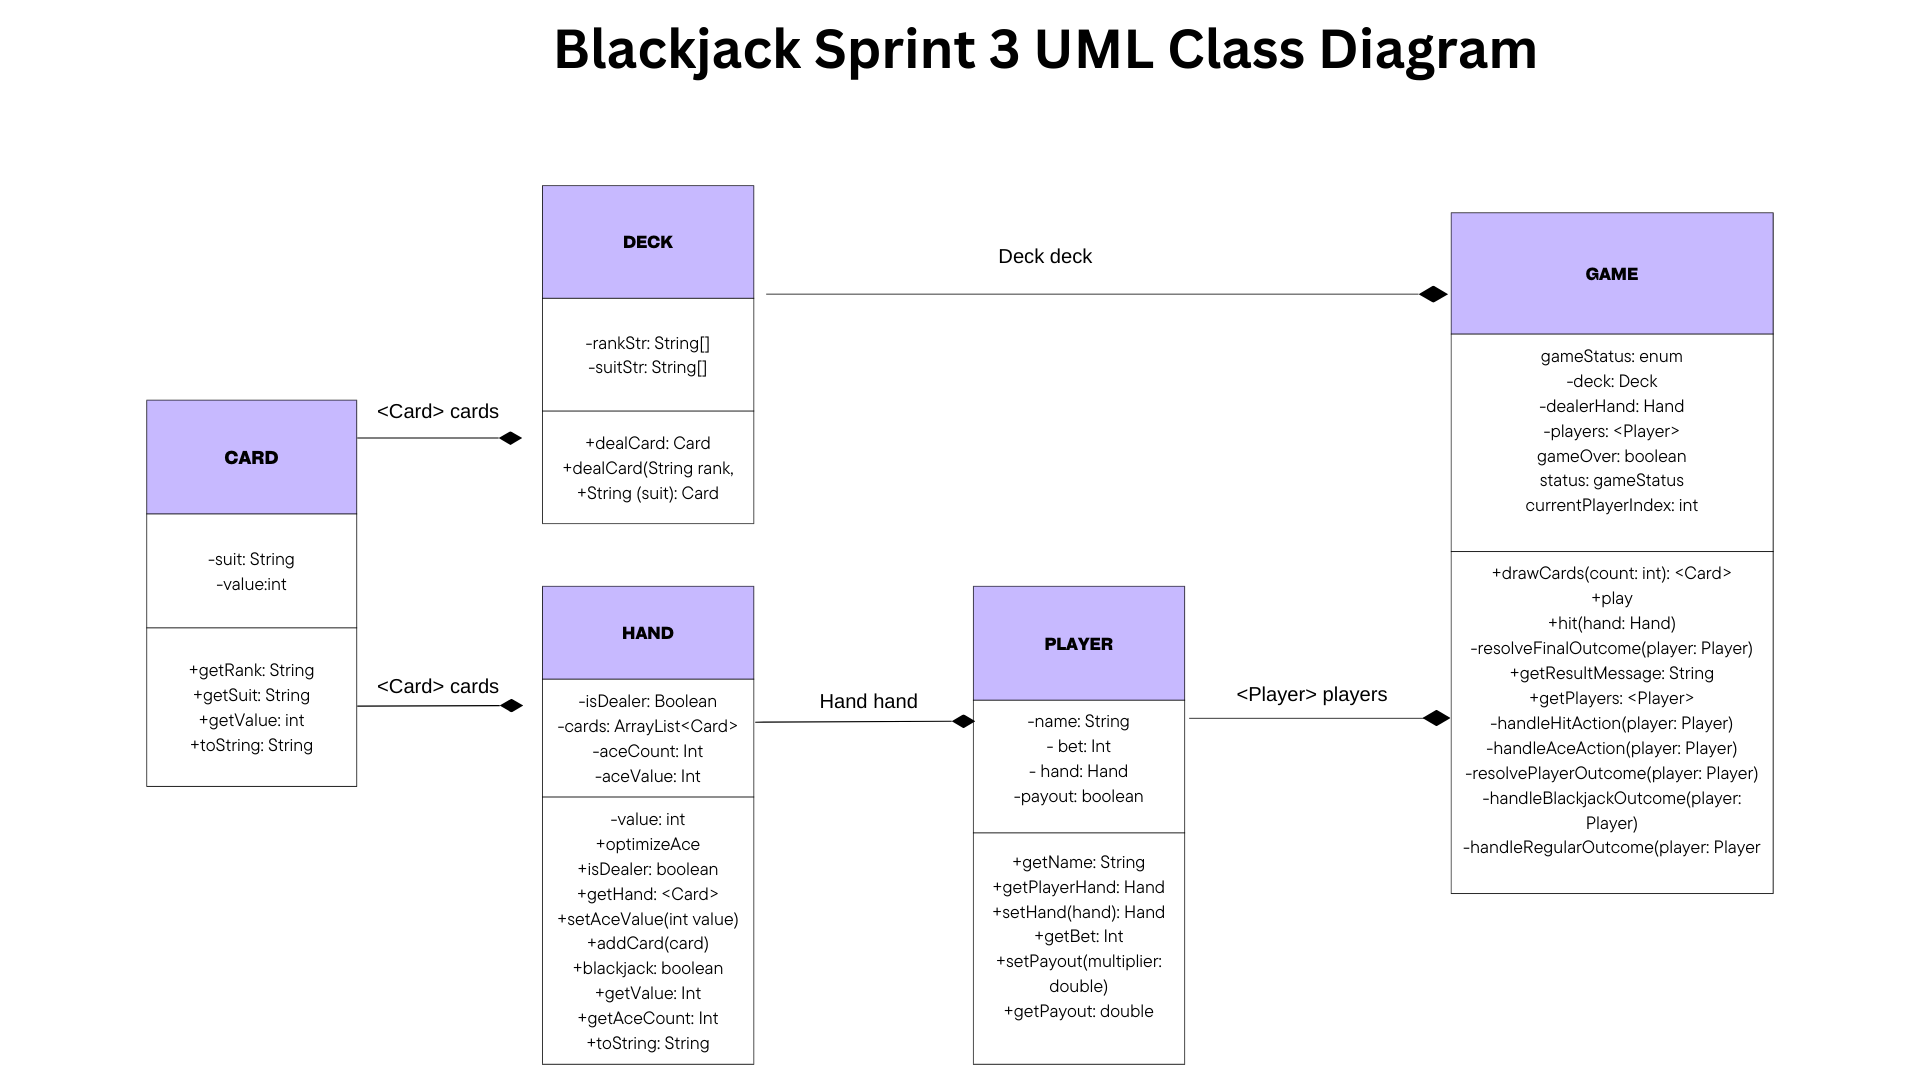 Blackjack Sprint 3 UML Class Diagram
DECK
-rankStr: String[]
-suitStr: String[]
+dealCard: Card
+dealCard(String rank,
+String (suit): Card
Deck deck
GAME
gameStatus: enum
-deck: Deck
-dealerHand: Hand
-players: <Player>
gameOver: boolean
status: gameStatus
currentPlayerIndex: int
+drawCards(count: int): <Card>
+play
+hit(hand: Hand)
-resolveFinalOutcome(player: Player)
+getResultMessage: String
+getPlayers: <Player>
-handleHitAction(player: Player)
-handleAceAction(player: Player)
-resolvePlayerOutcome(player: Player)
-handleBlackjackOutcome(player:
Player)
-handleRegularOutcome(player: Player
CARD
-suit: String
-value:int
+getRank: String
+getSuit: String
+getValue: int
+toString: String
<Card> cards
<Card> cards
HAND
-isDealer: Boolean
-cards: ArrayList<Card>
-aceCount: Int
-aceValue: Int
-value: int
+optimizeAce
+isDealer: boolean
+getHand: <Card>
+setAceValue(int value)
+addCard(card)
+blackjack: boolean
+getValue: Int
+getAceCount: Int
+toString: String
Hand hand
PLAYER
-name: String
- bet: Int
- hand: Hand
-payout: boolean
+getName: String
+getPlayerHand: Hand
+setHand(hand): Hand
+getBet: Int
+setPayout(multiplier:
double)
+getPayout: double
<Player> players